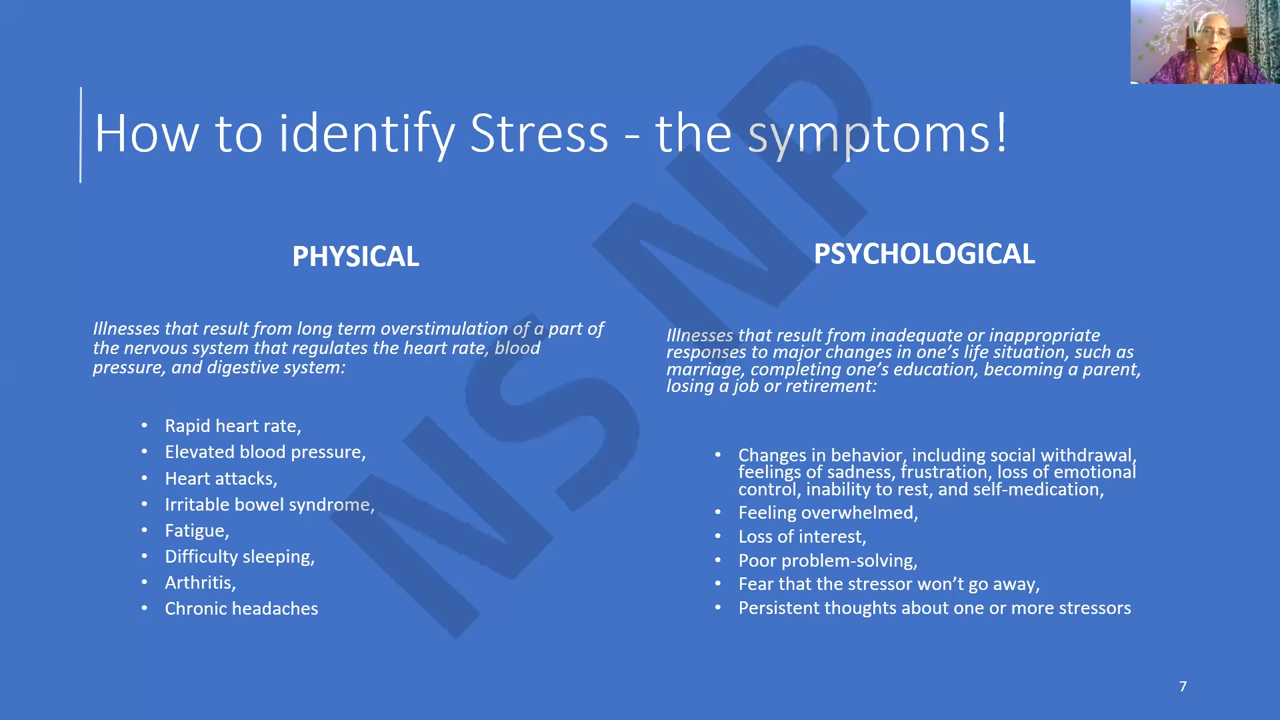 How to identify Stress - the symptoms!
PHYSICAL
Illnesses that result from long term overstimulation of a part of
the nervous system that regulates the heart rate, blood
pressure, and digestive system:
• Rapid heart rate,
• Elevated blood pressure,
• Heart attacks,
• Irritable bowel syndrome,
• Fatigue,
• Difficulty sleeping,
• Arthritis,
• Chronic headaches
PSYCHOLOGICAL
Illnesses that result from inadequate or inappropriate
responses to major changes in one’s life situation, such as
marriage, completing one’s education, becoming a parent,
losing a job or retirement:
• Changes in behavior, including social withdrawal,
feelings of sadness, frustration, loss of emotional
control, inability to rest, and self-medication,
• Feeling overwhelmed,
• Loss of interest,
• Poor problem-solving,
• Fear that the stressor won’t go away,
• Persistent thoughts about one or more stressors
NS NP
7